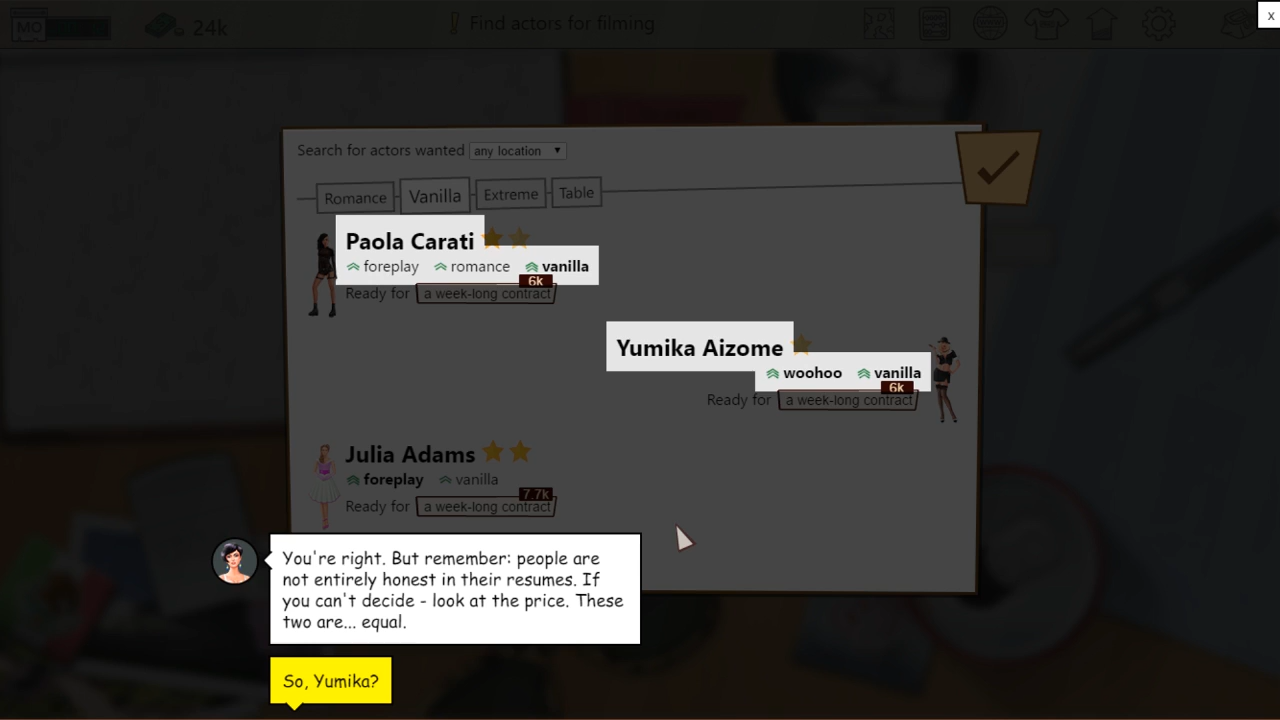 MO
24k
! Find actors for filming
x
Search for actors wanted any location
Romance Vanilla Extreme Table
Paola Carati
foreplay romance vanilla
6k
Ready for a week-long contract
Yumika Aizome
woohoo vanilla
6k
Ready for a week-long contract
Julia Adams
foreplay vanilla
7.7k
Ready for a week-long contract
You're right. But remember: people are
not entirely honest in their resumes. If
you can't decide - look at the price. These
two are... equal.
So, Yumika?